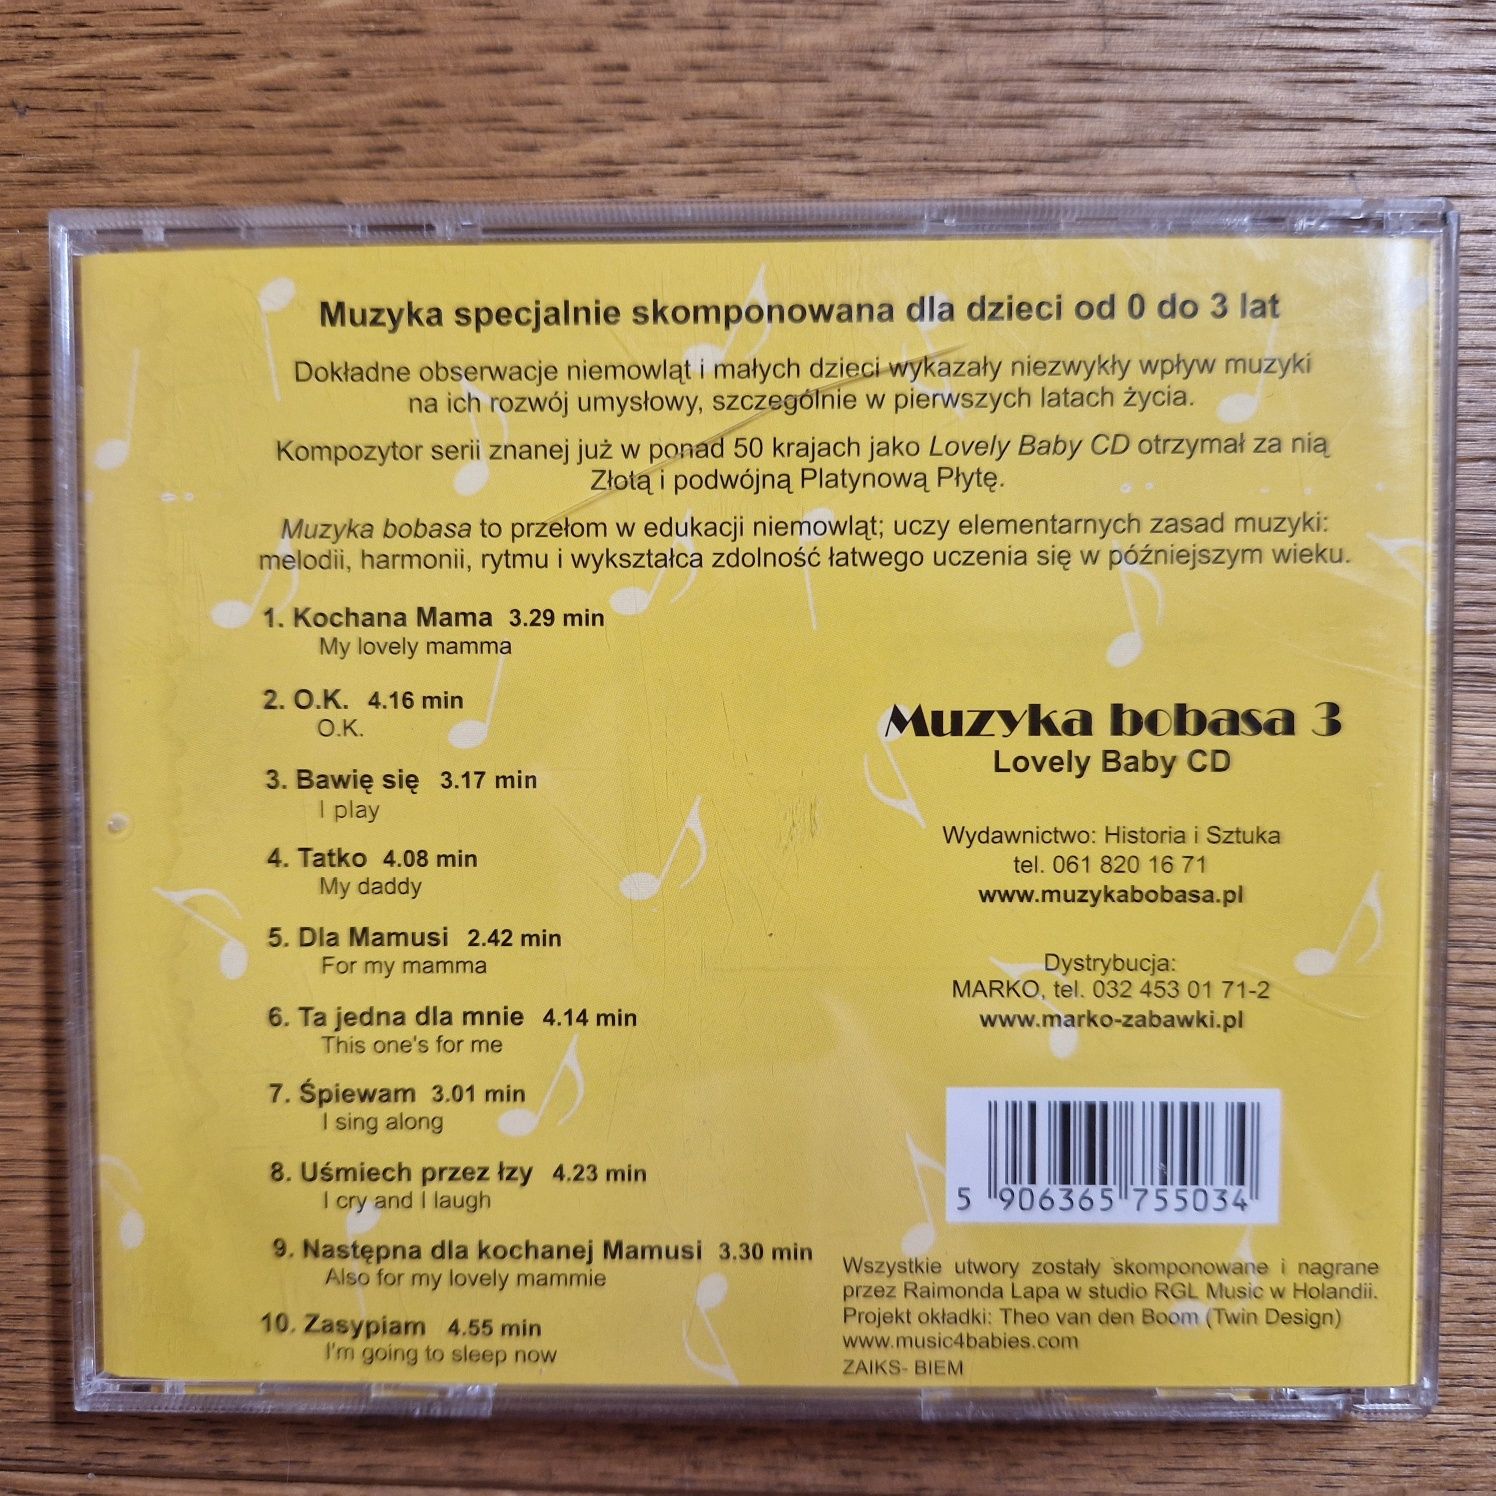 Muzyka specjalnie skomponowana dla dzieci od 0 do 3 lat
Dokładne obserwacje niemowląt i małych dzieci wykazały niezwykły wpływ muzyki
na ich rozwój umysłowy, szczególnie w pierwszych latach życia.
Kompozytor serii znanej już w ponad 50 krajach jako Lovely Baby CD otrzymał za nią
Złotą i podwójną Platynową Płytę.
Muzyka bobasa to przełom w edukacji niemowląt; uczy elementarnych zasad muzyki:
melodii, harmonii, rytmu i wykształca zdolność łatwego uczenia się w późniejszym wieku.
1. Kochana Mama 3.29 min
My lovely mamma
2. O.K. 4.16 min
O.K.
3. Bawię się 3.17 min
I play
4. Tatko 4.08 min
My daddy
5. Dla Mamusi 2.42 min
For my mamma
6. Ta jedna dla mnie 4.14 min
This one's for me
7. Śpiewam 3.01 min
I sing along
8. Uśmiech przez łzy 4.23 min
I cry and I laugh
9. Następna dla kochanej Mamusi 3.30 min
Also for my lovely mammie
10. Zasypiam 4.55 min
I'm going to sleep now
Muzyka bobasa 3
Lovely Baby CD
Wydawnictwo: Historia i Sztuka
tel. 061 820 16 71
www.muzykabobasa.pl
Dystrybucja:
MARKO, tel. 032 453 01 71-2
www.marko-zabawki.pl
5 906365 755034
Wszystkie utwory zostały skomponowane i nagrane
przez Raimonda Lapa w studio RGL Music w Holandii.
Projekt okładki: Theo van den Boom (Twin Design)
www.music4babies.com
ZAIKS- BIEM